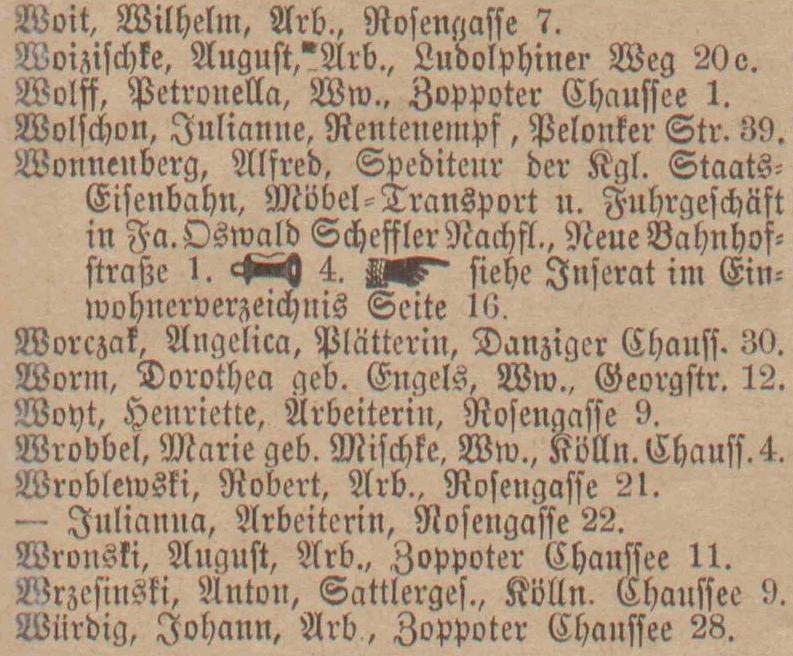 Woit, Wilhelm, Arb., Rosengasse 7.
Woizischke, August, Arb., Ludolphiner Weg 20c.
Wolff, Petronella, Ww., Zoppoter Chaussee 1.
Wolschon, Julianne, Rentenempf, Pelonker Str. 39.
Wonnenberg, Alfred, Spediteur der Kgl. Staats-
Eisenbahn, Möbel-Transport u. Fuhrgeschäft
in Fa. Oswald Scheffler Nachfl., Neue Bahnhof-
straße 1. 4. siehe Inserat im Ein-
wohnerverzeichnis Seite 16.
Worczak, Angelica, Plätterin, Danziger Chauss. 30.
Worm, Dorothea geb. Engels, Ww., Georgstr. 12.
Woyt, Henriette, Arbeiterin, Rosengasse 9.
Wrobbel, Marie geb. Mischke, Ww., Kölln. Chauss. 4.
Wroblewski, Robert, Arb., Rosengasse 21.
— Julianna, Arbeiterin, Rosengasse 22.
Wronski, August, Arb., Zoppoter Chaussee 11.
Wrzesinski, Anton, Sattlerges., Kölln. Chaussee 9.
Würdig, Johann, Arb., Zoppoter Chaussee 28.